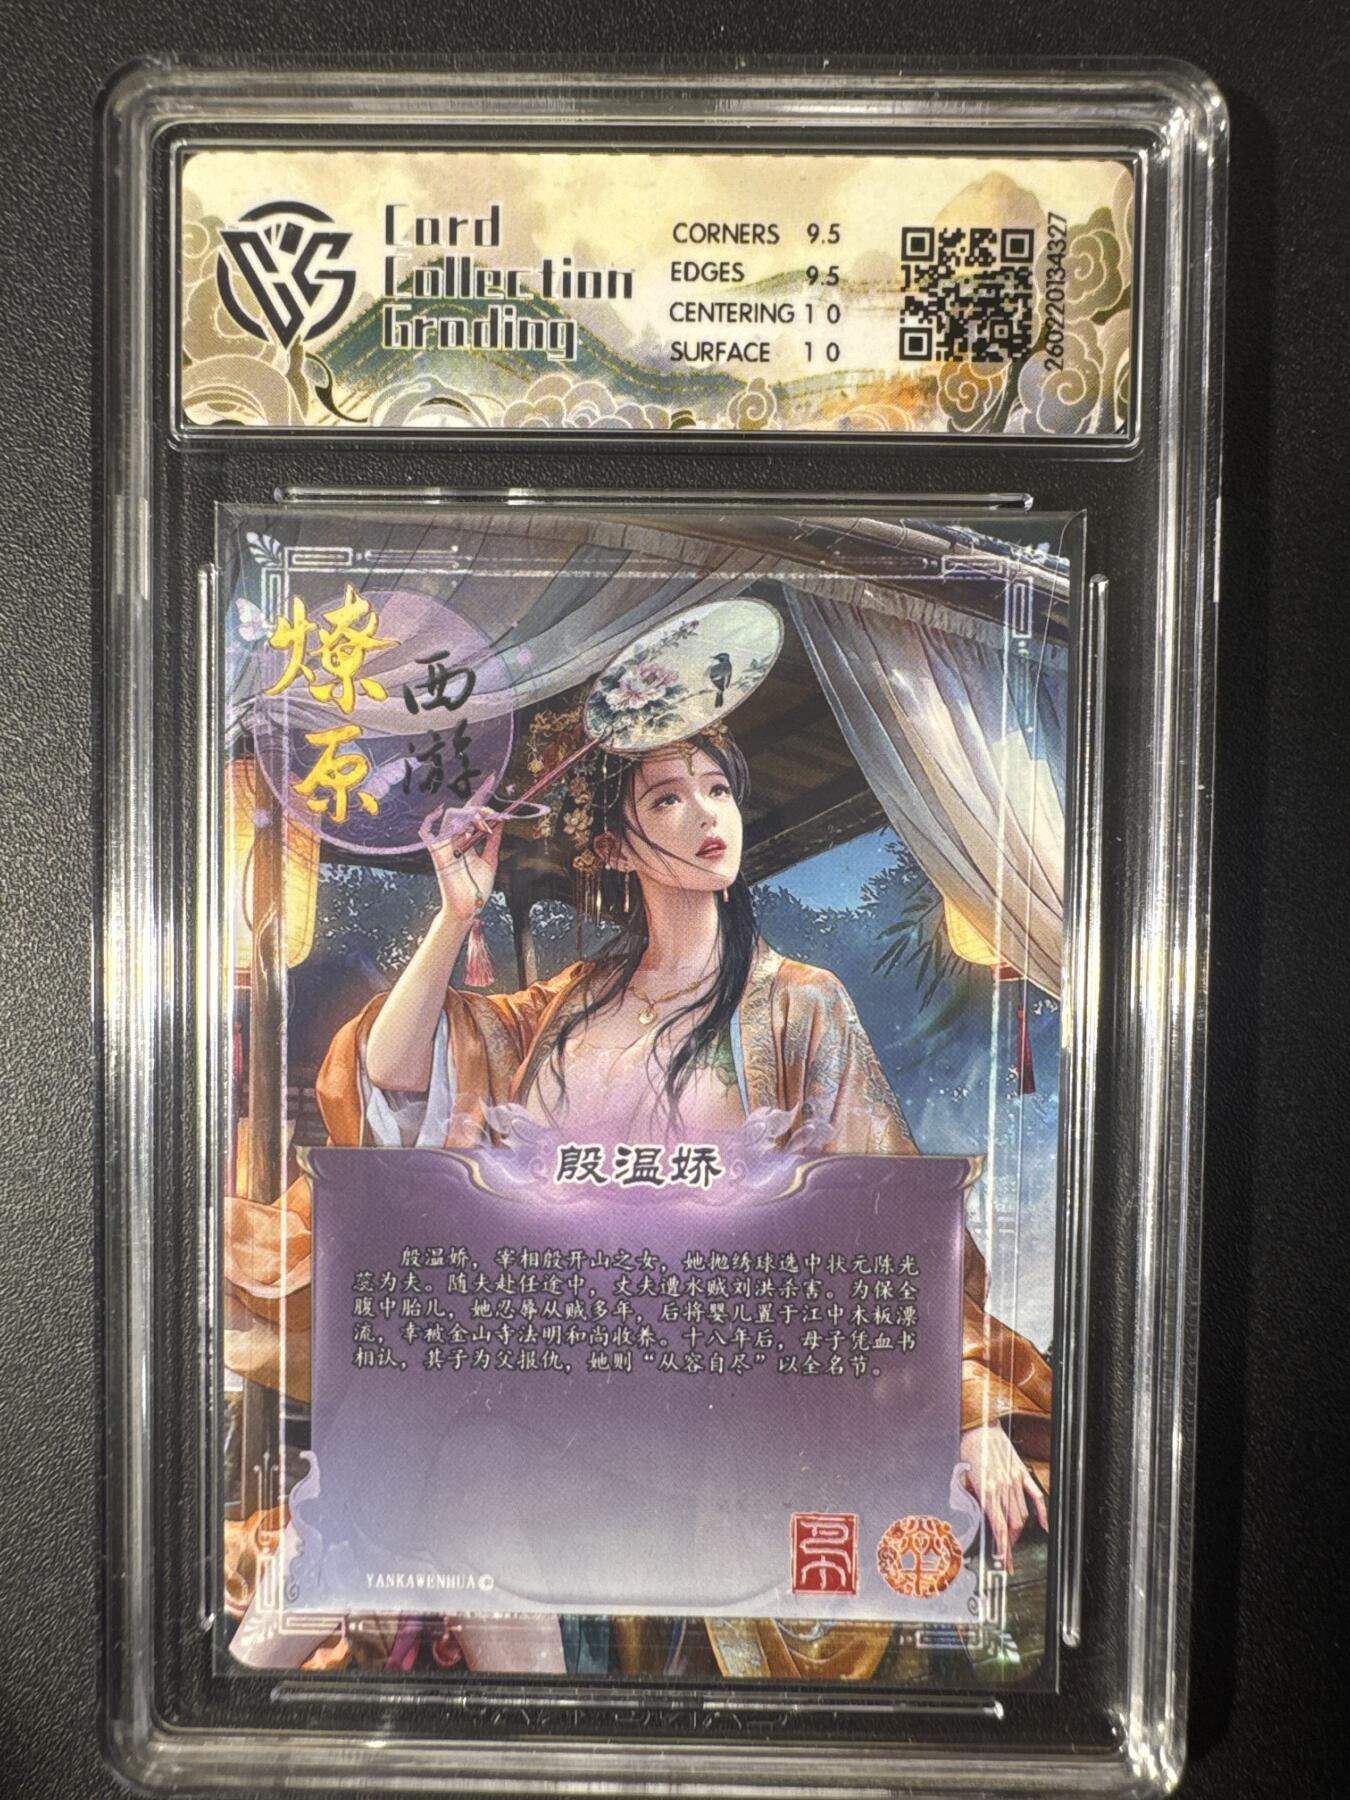 Card
Collection
Grading
CORNERS 9.5
EDGES 9.5
CENTERING 10
SURFACE 10
260220134327
燎原
西游
殷温娇
殷温娇，宰相殷开山之女，她抛绣球选中状元陈光
蕊为夫。随夫赴任途中，丈夫遭水贼刘洪杀害。为保全
腹中胎儿，她忍辱从贼多年，后将婴儿置于江中木板漂
流，幸被金山寺法明和尚收养。十八年后，母子凭血书
相认，其子为父报仇，她则“从容自尽”以全名节。
YANKAWENHUA©